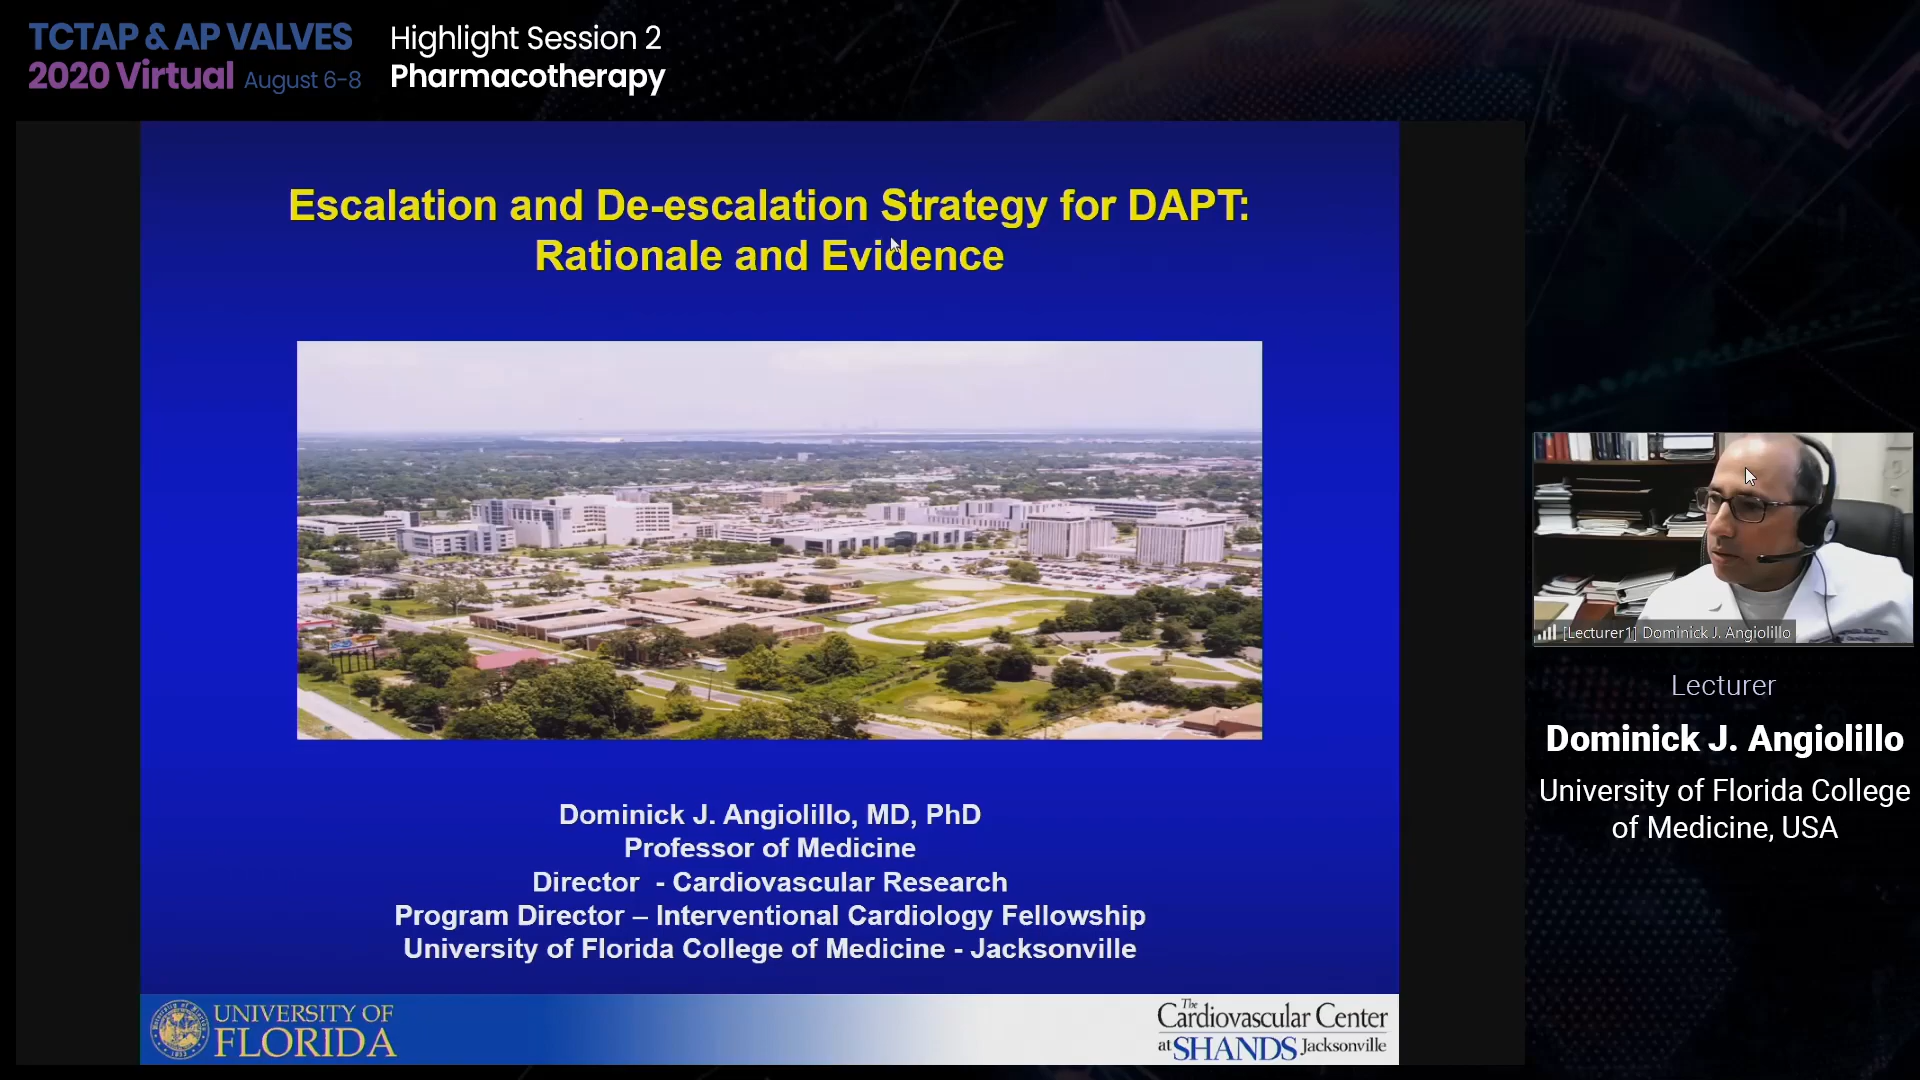 TCTAP & AP VALVES
2020 Virtual August 6-8
Highlight Session 2
Pharmacotherapy
Escalation and De-escalation Strategy for DAPT:
Rationale and Evidence
Dominick J. Angiolillo, MD, PhD
Professor of Medicine
Director - Cardiovascular Research
Program Director – Interventional Cardiology Fellowship
University of Florida College of Medicine - Jacksonville
UNIVERSITY OF
FLORIDA
The
Cardiovascular Center
at SHANDS Jacksonville
[Lecturer1] Dominick J. Angiolillo
Lecturer
Dominick J. Angiolillo
University of Florida College
of Medicine, USA